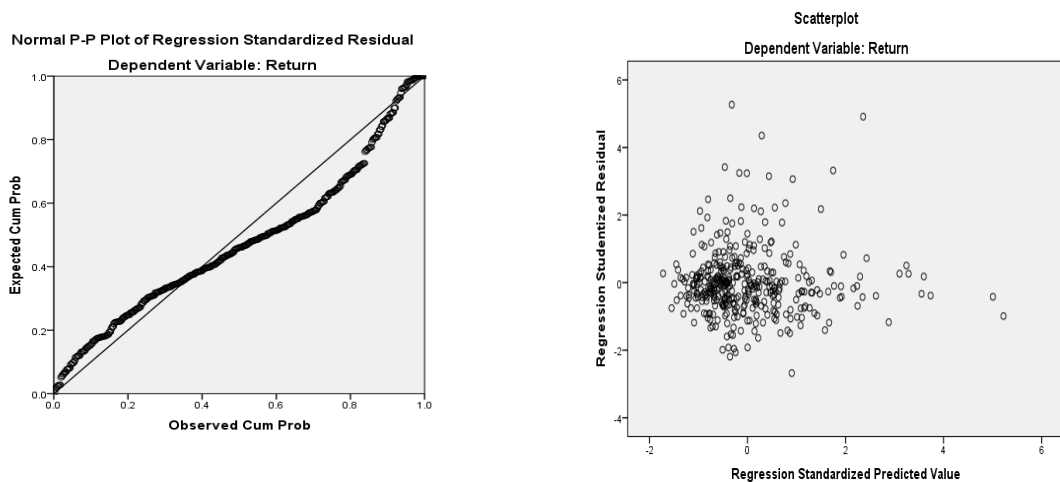 Normal P-P Plot of Regression Standardized Residual
Dependent Variable: Return
1.0
0.8
0.6
0.4
0.2
0.0
0.0 0.2 0.4 0.6 0.8 1.0
Expected Cum Prob
Observed Cum Prob
Scatterplot
Dependent Variable: Return
6
4
2
0
-2
-4
-2 0 2 4 6
Regression Studentized Residual
Regression Standardized Predicted Value